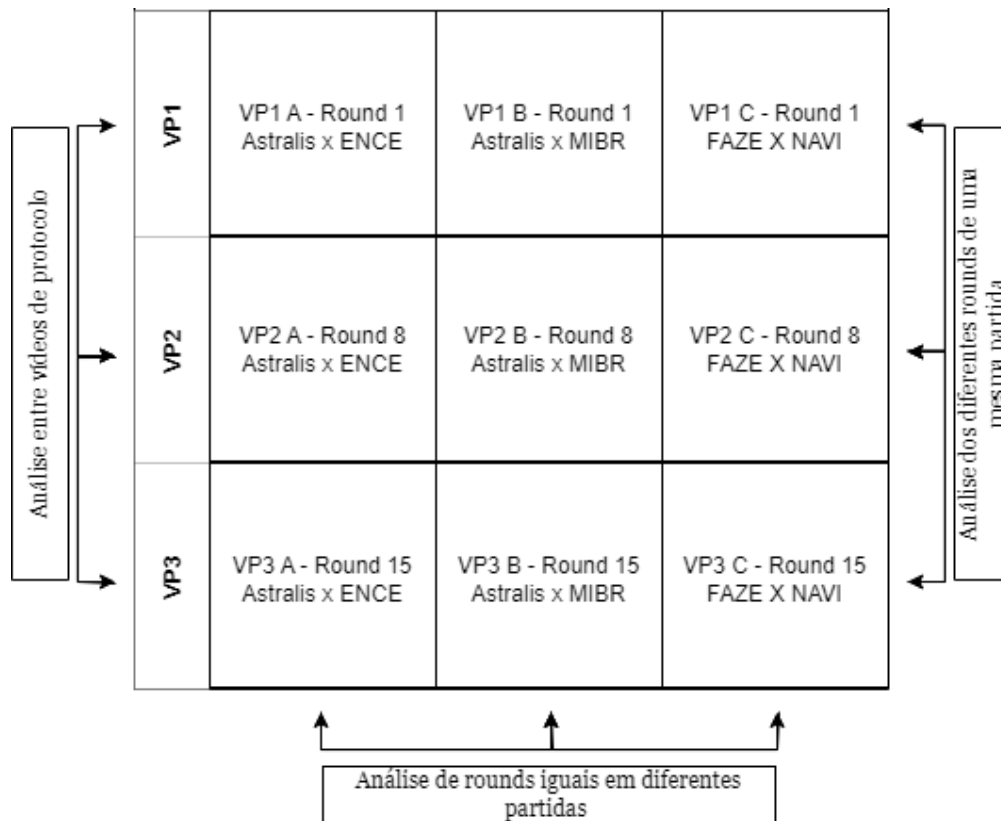 Análise entre vídeos de protocolo
VP1
VP1 A - Round 1
Astralis x ENCE
VP1 B - Round 1
Astralis x MIBR
VP1 C - Round 1
FAZE X NAVI
VP2
VP2 A - Round 8
Astralis x ENCE
VP2 B - Round 8
Astralis x MIBR
VP2 C - Round 8
FAZE X NAVI
VP3
VP3 A - Round 15
Astralis x ENCE
VP3 B - Round 15
Astralis x MIBR
VP3 C - Round 15
FAZE X NAVI
Análise dos diferentes rounds de uma
mesma partida
Análise de rounds iguais em diferentes
partidas